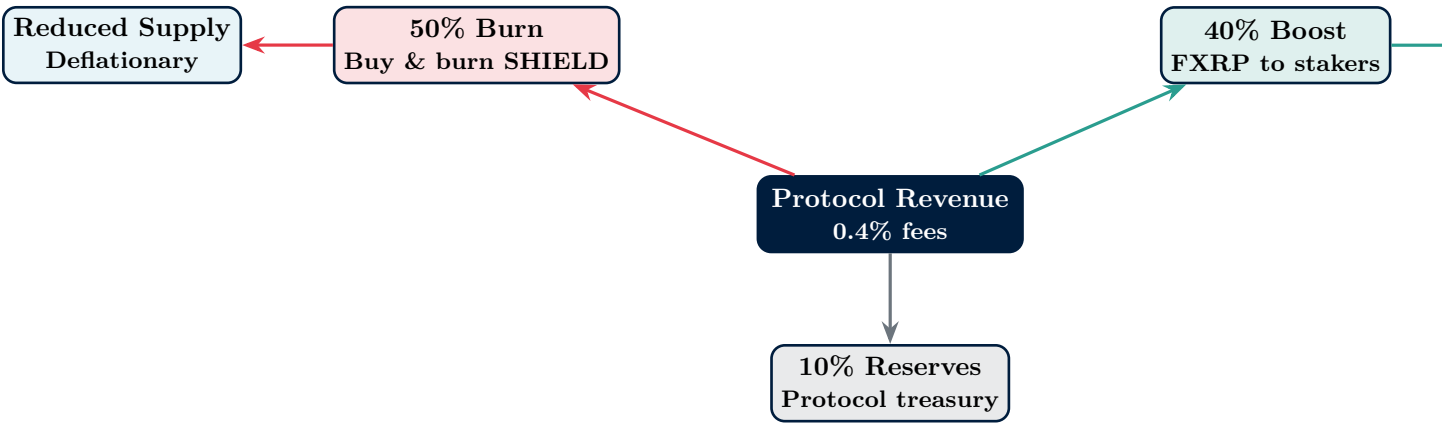 Reduced Supply
Deflationary
50% Burn
Buy & burn SHIELD
40% Boost
FXRP to stakers
Protocol Revenue
0.4% fees
10% Reserves
Protocol treasury